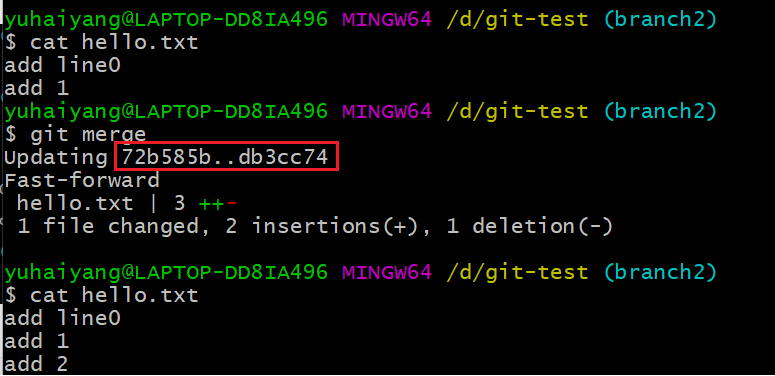 yuhaiyang@LAPTOP-DD8IA496 MINGW64 /d/git-test (branch2)
$ cat hello.txt
add line0
add 1
yuhaiyang@LAPTOP-DD8IA496 MINGW64 /d/git-test (branch2)
$ git merge
Updating 72b585b..db3cc74
Fast-forward
 hello.txt | 3 ++-
 1 file changed, 2 insertions(+), 1 deletion(-)
yuhaiyang@LAPTOP-DD8IA496 MINGW64 /d/git-test (branch2)
$ cat hello.txt
add line0
add 1
add 2